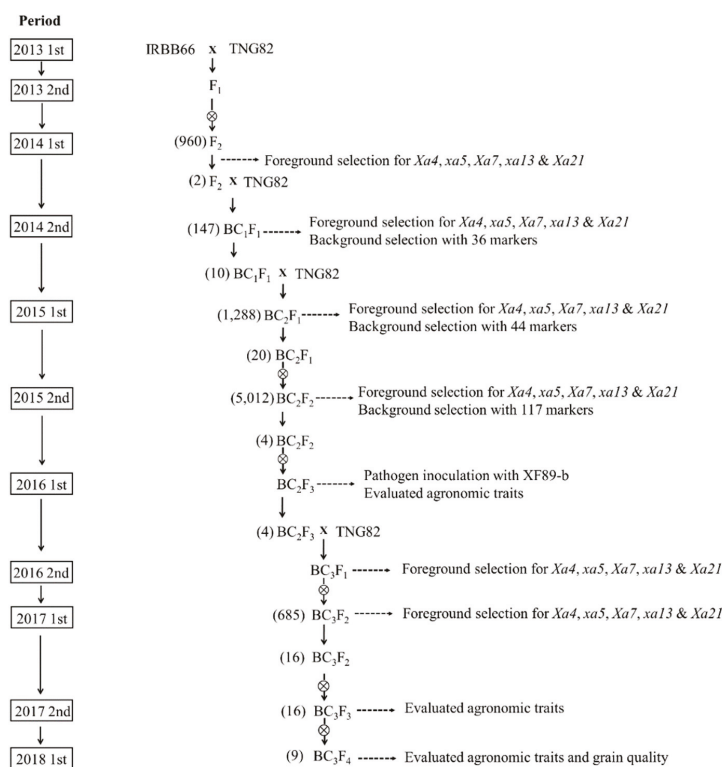 Period
2013 1st
IRBB66 x TNG82
2013 2nd
F₁
2014 1st
(960) F₂
Foreground selection for Xa4, xa5, Xa7, xa13 & Xa21
(2) F₂ x TNG82
2014 2nd
(147) BC₁F₁
Foreground selection for Xa4, xa5, Xa7, xa13 & Xa21
Background selection with 36 markers
(10) BC₁F₁ x TNG82
2015 1st
(1,288) BC₂F₁
Foreground selection for Xa4, xa5, Xa7, xa13 & Xa21
Background selection with 44 markers
(20) BC₂F₁
2015 2nd
(5,012) BC₂F₂
Foreground selection for Xa4, xa5, Xa7, xa13 & Xa21
Background selection with 117 markers
(4) BC₂F₂
2016 1st
BC₂F₃
Pathogen inoculation with XF89-b
Evaluated agronomic traits
(4) BC₂F₃ x TNG82
2016 2nd
BC₃F₁
Foreground selection for Xa4, xa5, Xa7, xa13 & Xa21
2017 1st
(685) BC₃F₂
Foreground selection for Xa4, xa5, Xa7, xa13 & Xa21
(16) BC₃F₂
2017 2nd
(16) BC₃F₃
Evaluated agronomic traits
2018 1st
(9) BC₃F₄
Evaluated agronomic traits and grain quality